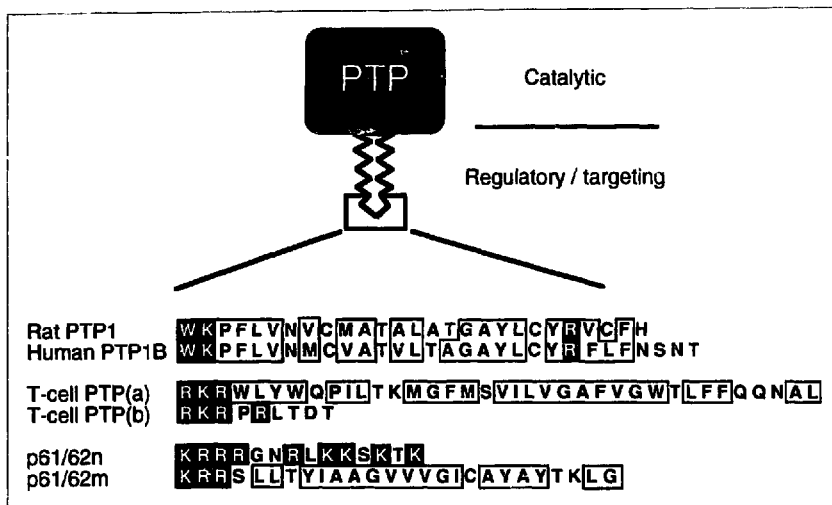 PTP
Catalytic
Regulatory / targeting
Rat PTP1 WKPFLVNVCMATALATGAYLCYRVCFH
Human PTP1B WKPFLVNMCVATVLTAGAYLCYRFLFNSNT
T-cell PTP(a) RKRWLYWQPILTKMGFMSVILVGAFVGWTLFFQQNAL
T-cell PTP(b) RKRPRLTDT
p61/62n KRRRGNRLKKSKTK
p61/62m KRRSLLTYIAAGVVVGICAYAYTKLG